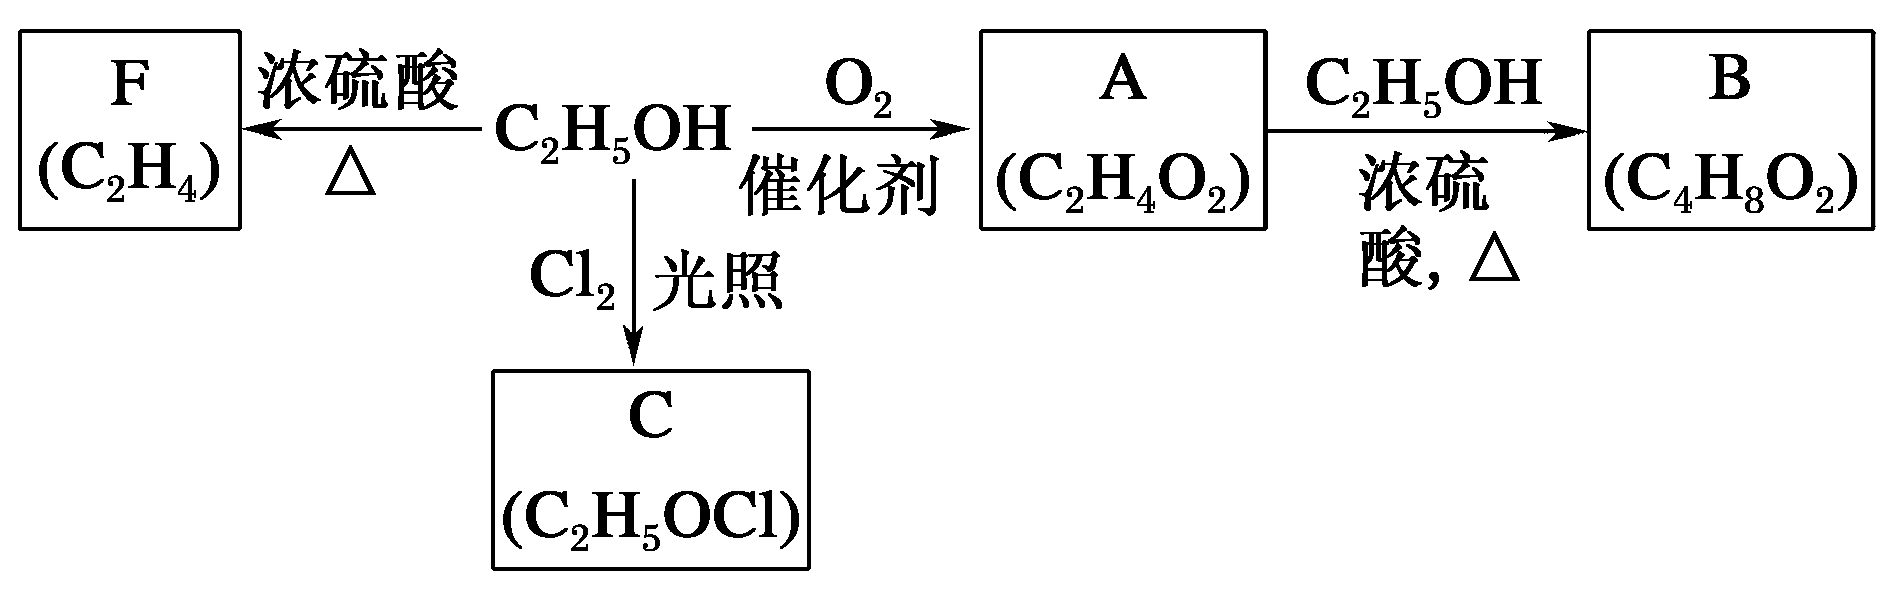 F
(C₂H₄)
浓硫酸
△
C₂H₅OH
O₂
催化剂
A
(C₂H₄O₂)
C₂H₅OH
浓硫
酸, △
B
(C₄H₈O₂)
Cl₂ 光照
C
(C₂H₅OCl)